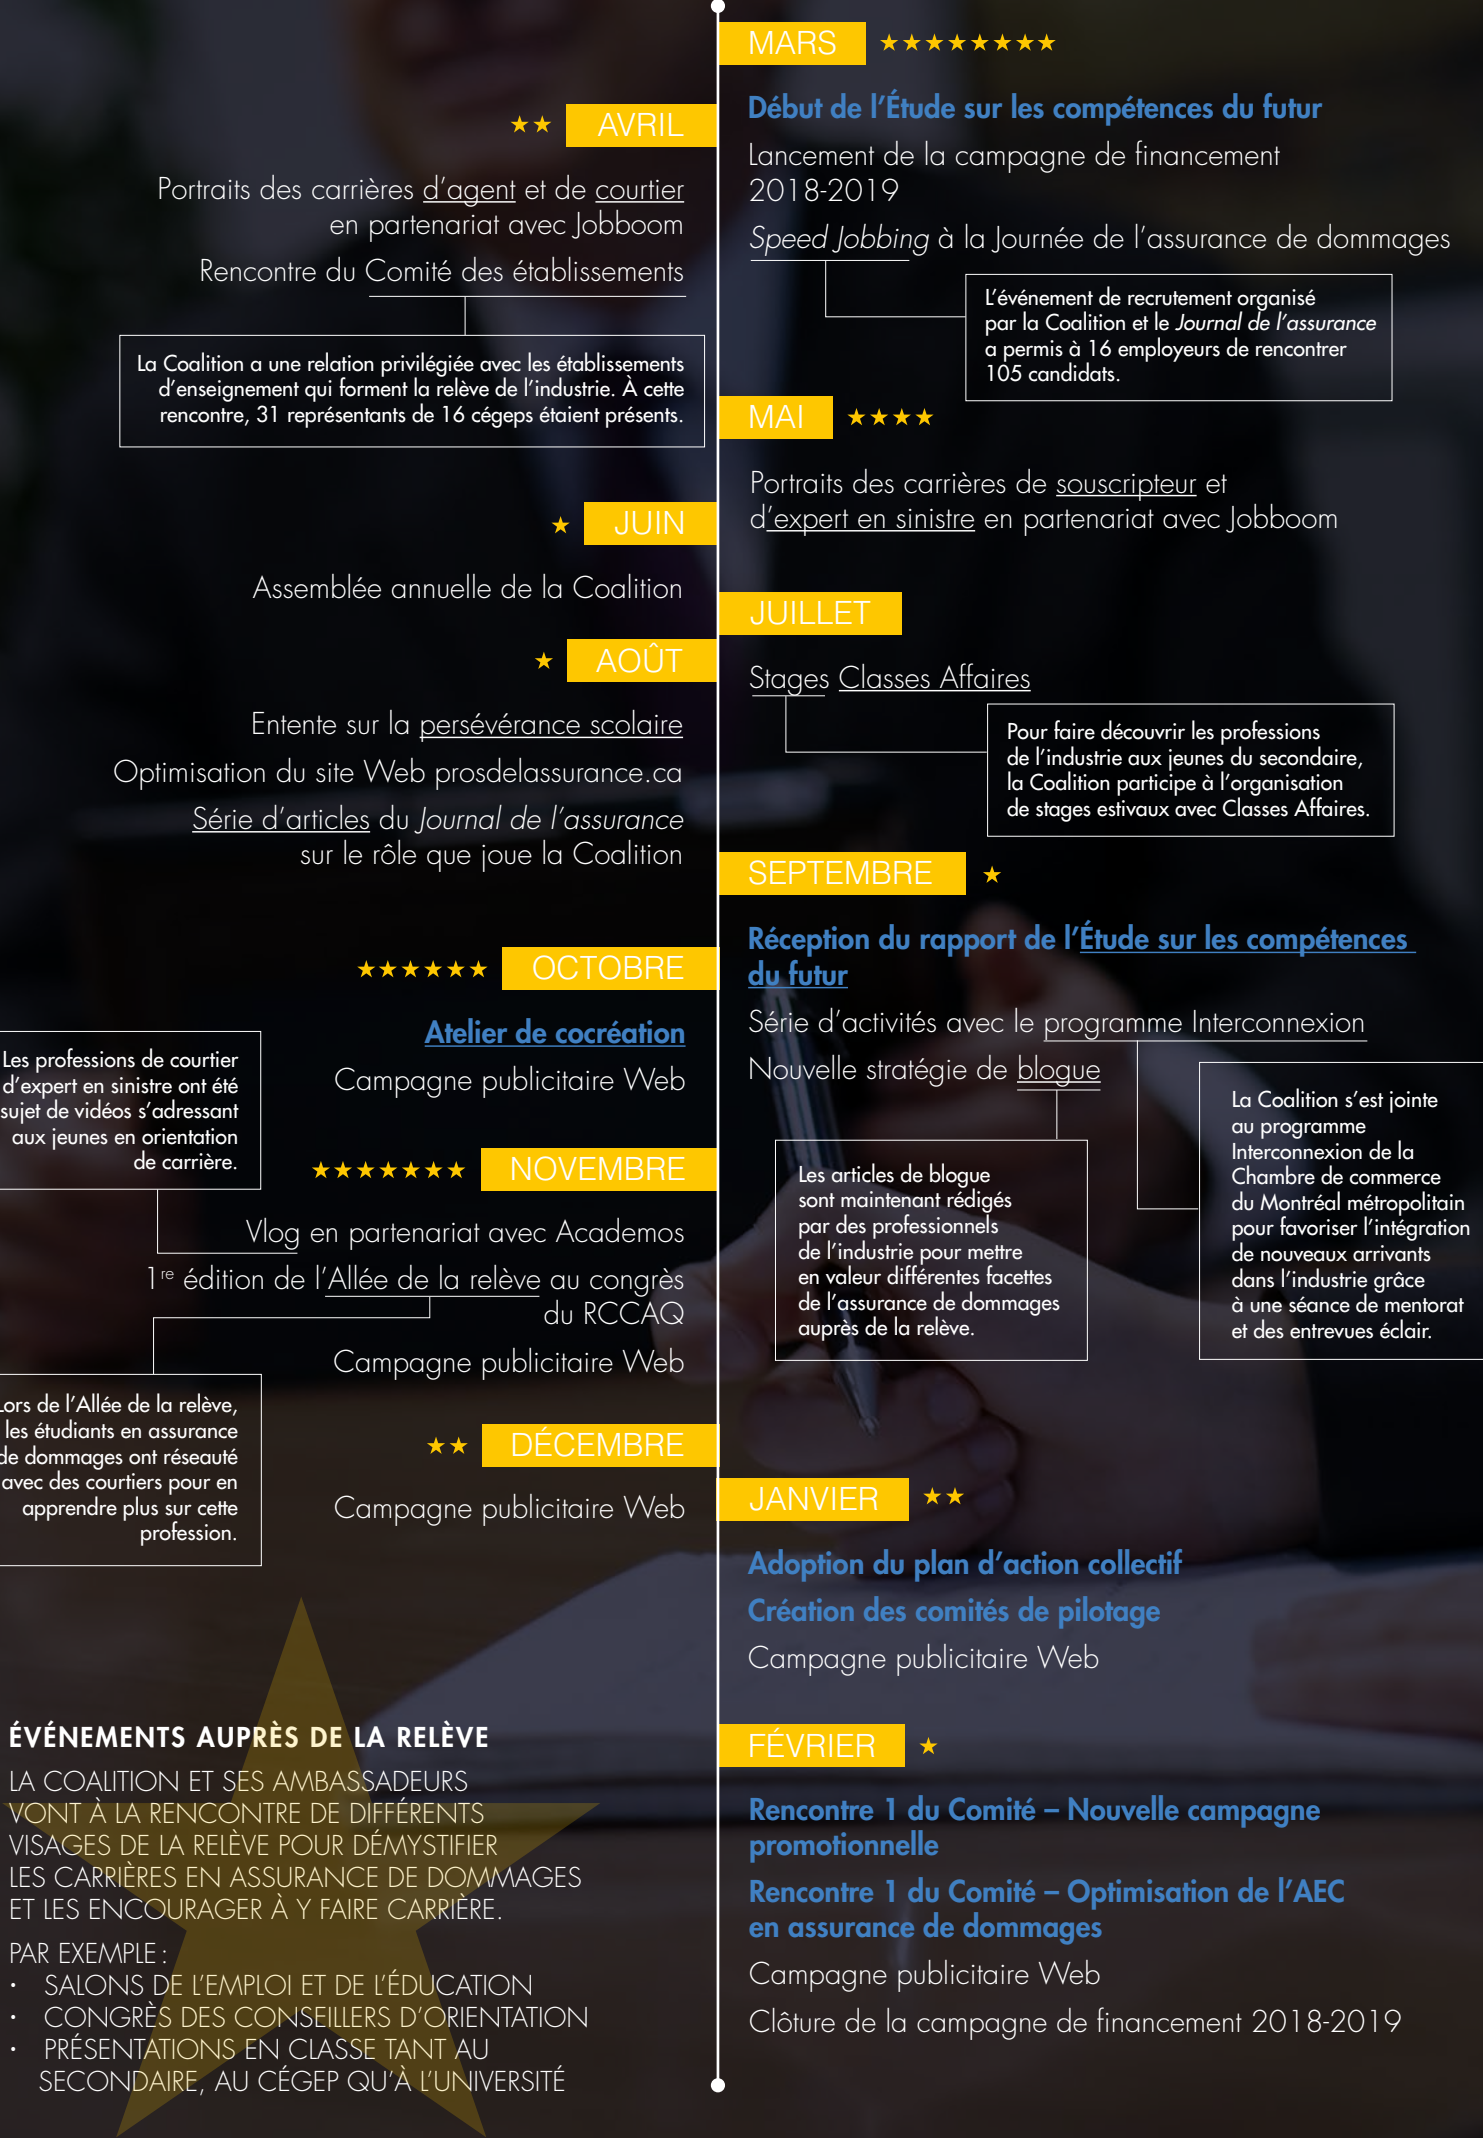 MARS ★★★★★★★★
Début de l’Étude sur les compétences du futur
Lancement de la campagne de financement
2018-2019
Speed Jobbing à la Journée de l’assurance de dommages
L’événement de recrutement organisé
par la Coalition et le Journal de l’assurance
a permis à 16 employeurs de rencontrer
105 candidats.
★★ AVRIL
Portraits des carrières d’agent et de courtier
en partenariat avec Jobboom
Rencontre du Comité des établissements
La Coalition a une relation privilégiée avec les établissements
d’enseignement qui forment la relève de l’industrie. À cette
rencontre, 31 représentants de 16 cégeps étaient présents.
MAI ★★★★
Portraits des carrières de souscripteur et
d’expert en sinistre en partenariat avec Jobboom
★ JUIN
Assemblée annuelle de la Coalition
JUILLET
Stages Classes Affaires
Pour faire découvrir les professions
de l’industrie aux jeunes du secondaire,
la Coalition participe à l’organisation
de stages estivaux avec Classes Affaires.
★ AOÛT
Entente sur la persévérance scolaire
Optimisation du site Web prosdelassurance.ca
Série d’articles du Journal de l’assurance
sur le rôle que joue la Coalition
SEPTEMBRE ★
Réception du rapport de l’Étude sur les compétences
du futur
Série d’activités avec le programme Interconnexion
Nouvelle stratégie de blogue
La Coalition s’est jointe
au programme
Interconnexion de la
Chambre de commerce
du Montréal métropolitain
pour favoriser l’intégration
de nouveaux arrivants
dans l’industrie grâce
à une séance de mentorat
et des entrevues éclair.
Les articles de blogue
sont maintenant rédigés
par des professionnels
de l’industrie pour mettre
en valeur différentes facettes
de l’assurance de dommages
auprès de la relève.
★★★★★★ OCTOBRE
Atelier de cocréation
Campagne publicitaire Web
Les professions de courtier
d’expert en sinistre ont été
sujet de vidéos s’adressant
aux jeunes en orientation
de carrière.
★★★★★★★ NOVEMBRE
Vlog en partenariat avec Academos
1re édition de l’Allée de la relève au congrès
du RCCAQ
Campagne publicitaire Web
Lors de l’Allée de la relève,
les étudiants en assurance
de dommages ont réseauté
avec des courtiers pour en
apprendre plus sur cette
profession.
★★ DÉCEMBRE
Campagne publicitaire Web
JANVIER ★★
Adoption du plan d’action collectif
Création des comités de pilotage
Campagne publicitaire Web
FÉVRIER ★
Rencontre 1 du Comité – Nouvelle campagne
promotionnelle
Rencontre 1 du Comité – Optimisation de l’AEC
en assurance de dommages
Campagne publicitaire Web
Clôture de la campagne de financement 2018-2019
ÉVÉNEMENTS AUPRÈS DE LA RELÈVE
LA COALITION ET SES AMBASSADEURS
VONT À LA RENCONTRE DE DIFFÉRENTS
VISAGES DE LA RELÈVE POUR DÉMYSTIFIER
LES CARRIÈRES EN ASSURANCE DE DOMMAGES
ET LES ENCOURAGER À Y FAIRE CARRIÈRE.
PAR EXEMPLE :
• SALONS DE L’EMPLOI ET DE L’ÉDUCATION
• CONGRÈS DES CONSEILLERS D’ORIENTATION
• PRÉSENTATIONS EN CLASSE TANT AU
SECONDAIRE, AU CÉGEP QU’À L’UNIVERSITÉ